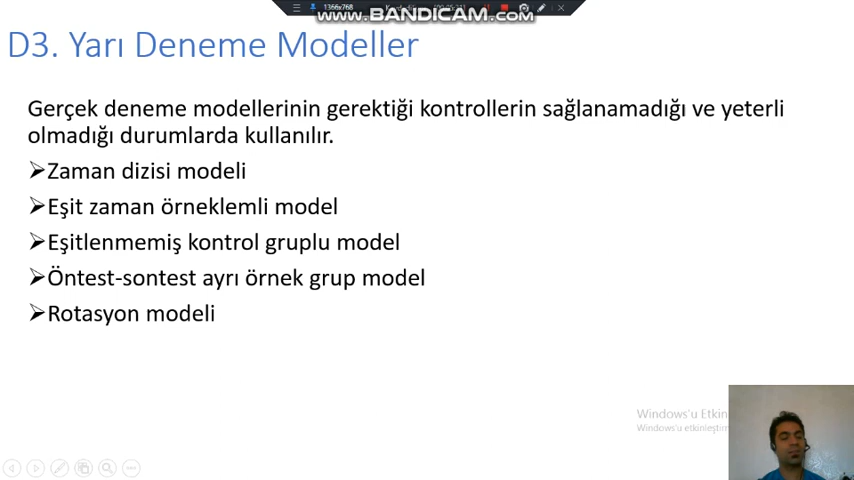 1366x768
www.BANDICAM.com
D3. Yarı Deneme Modeller
Gerçek deneme modellerinin gerektiği kontrollerin sağlanamadığı ve yeterli
olmadığı durumlarda kullanılır.
Zaman dizisi modeli
Eşit zaman örneklemli model
Eşitlenmemiş kontrol gruplu model
Öntest-sontest ayrı örnek grup model
Rotasyon modeli
Windows'u Etkin
Windows'u etkinleştirm